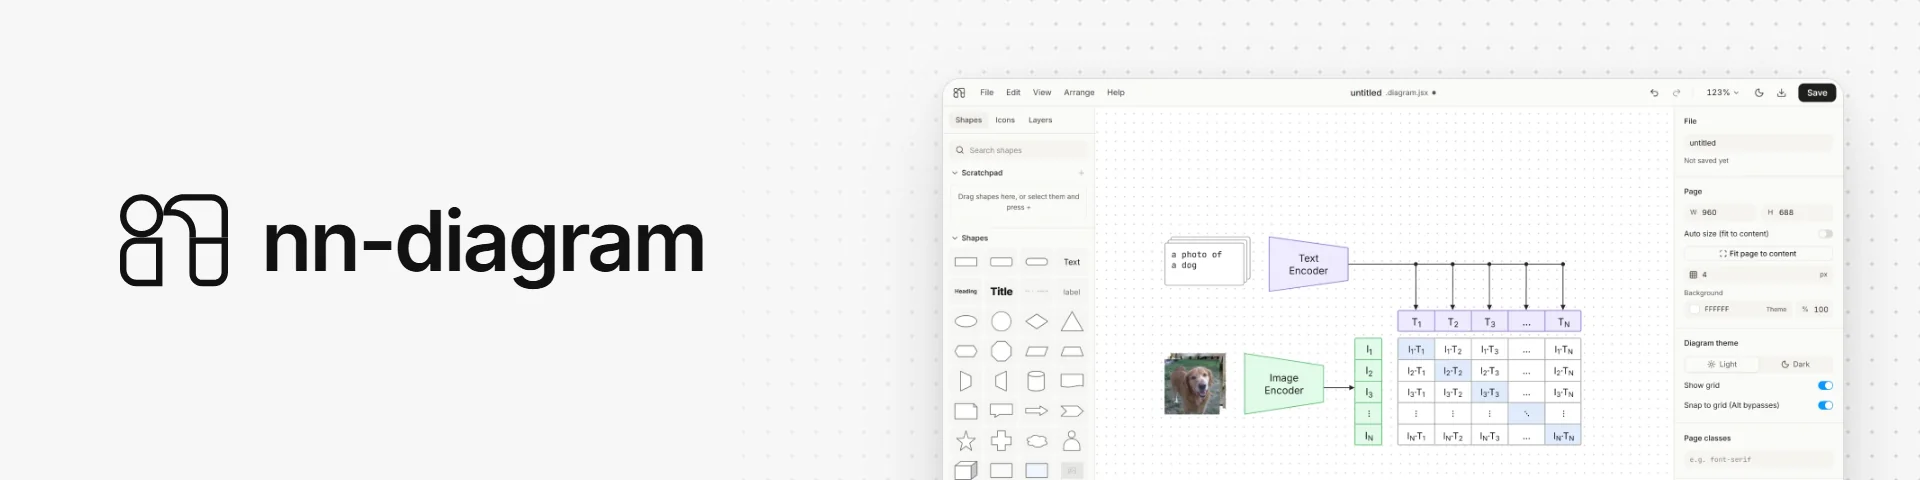 nn-diagram
File Edit View Arrange Help
untitled .diagram.jsx
123%
Save
Shapes Icons Layers
Search shapes
Scratchpad +
Drag shapes here, or select them and
press +
Shapes
Text
Heading Title label
a photo of
a dog
Text
Encoder
T1 T2 T3 ... TN
Image
Encoder
I1 I1·T1 I1·T2 I1·T3 ... I1·TN
I2 I2·T1 I2·T2 I2·T3 ... I2·TN
I3 I3·T1 I3·T2 I3·T3 ... I3·TN
⋮ ⋮ ⋮ ⋮ ⋱ ⋮
IN IN·T1 IN·T2 IN·T3 ... IN·TN
File
untitled
Not saved yet
Page
W 960 H 688
Auto size (fit to content)
Fit page to content
4 px
Background
FFFFFF Theme % 100
Diagram theme
Light Dark
Show grid
Snap to grid (Alt bypasses)
Page classes
e.g. font-serif